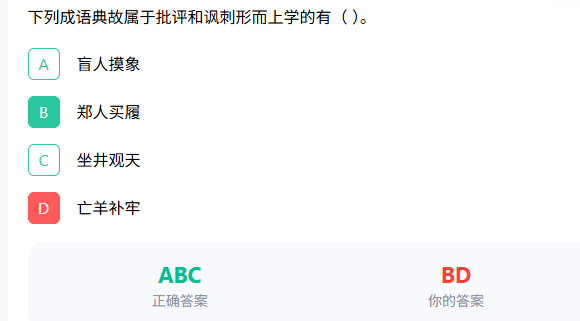 下列成语典故属于批评和讽刺形而上学的有（ ）。
A 盲人摸象
B 郑人买履
C 坐井观天
D 亡羊补牢
ABC BD
正确答案 你的答案